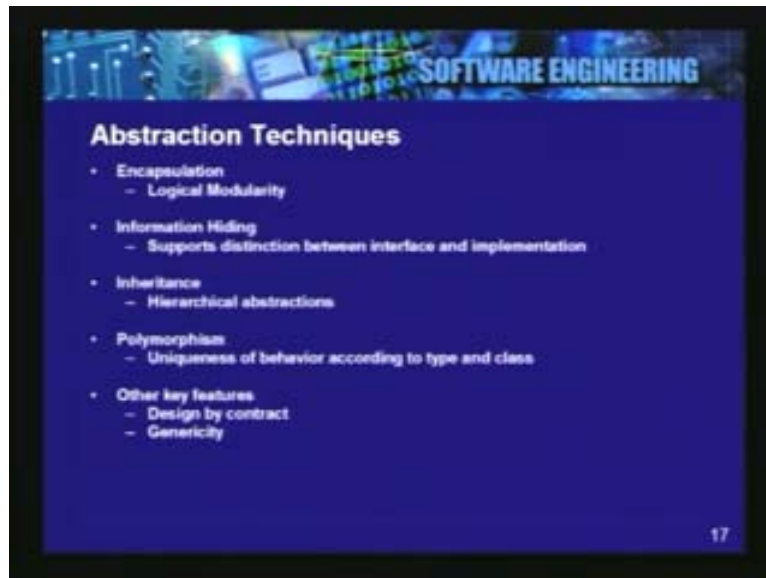 SOFTWARE ENGINEERING
Abstraction Techniques
• Encapsulation
– Logical Modularity
• Information Hiding
– Supports distinction between interface and implementation
• Inheritance
– Hierarchical abstractions
• Polymorphism
– Uniqueness of behavior according to type and class
• Other key features
– Design by contract
– Genericity
17